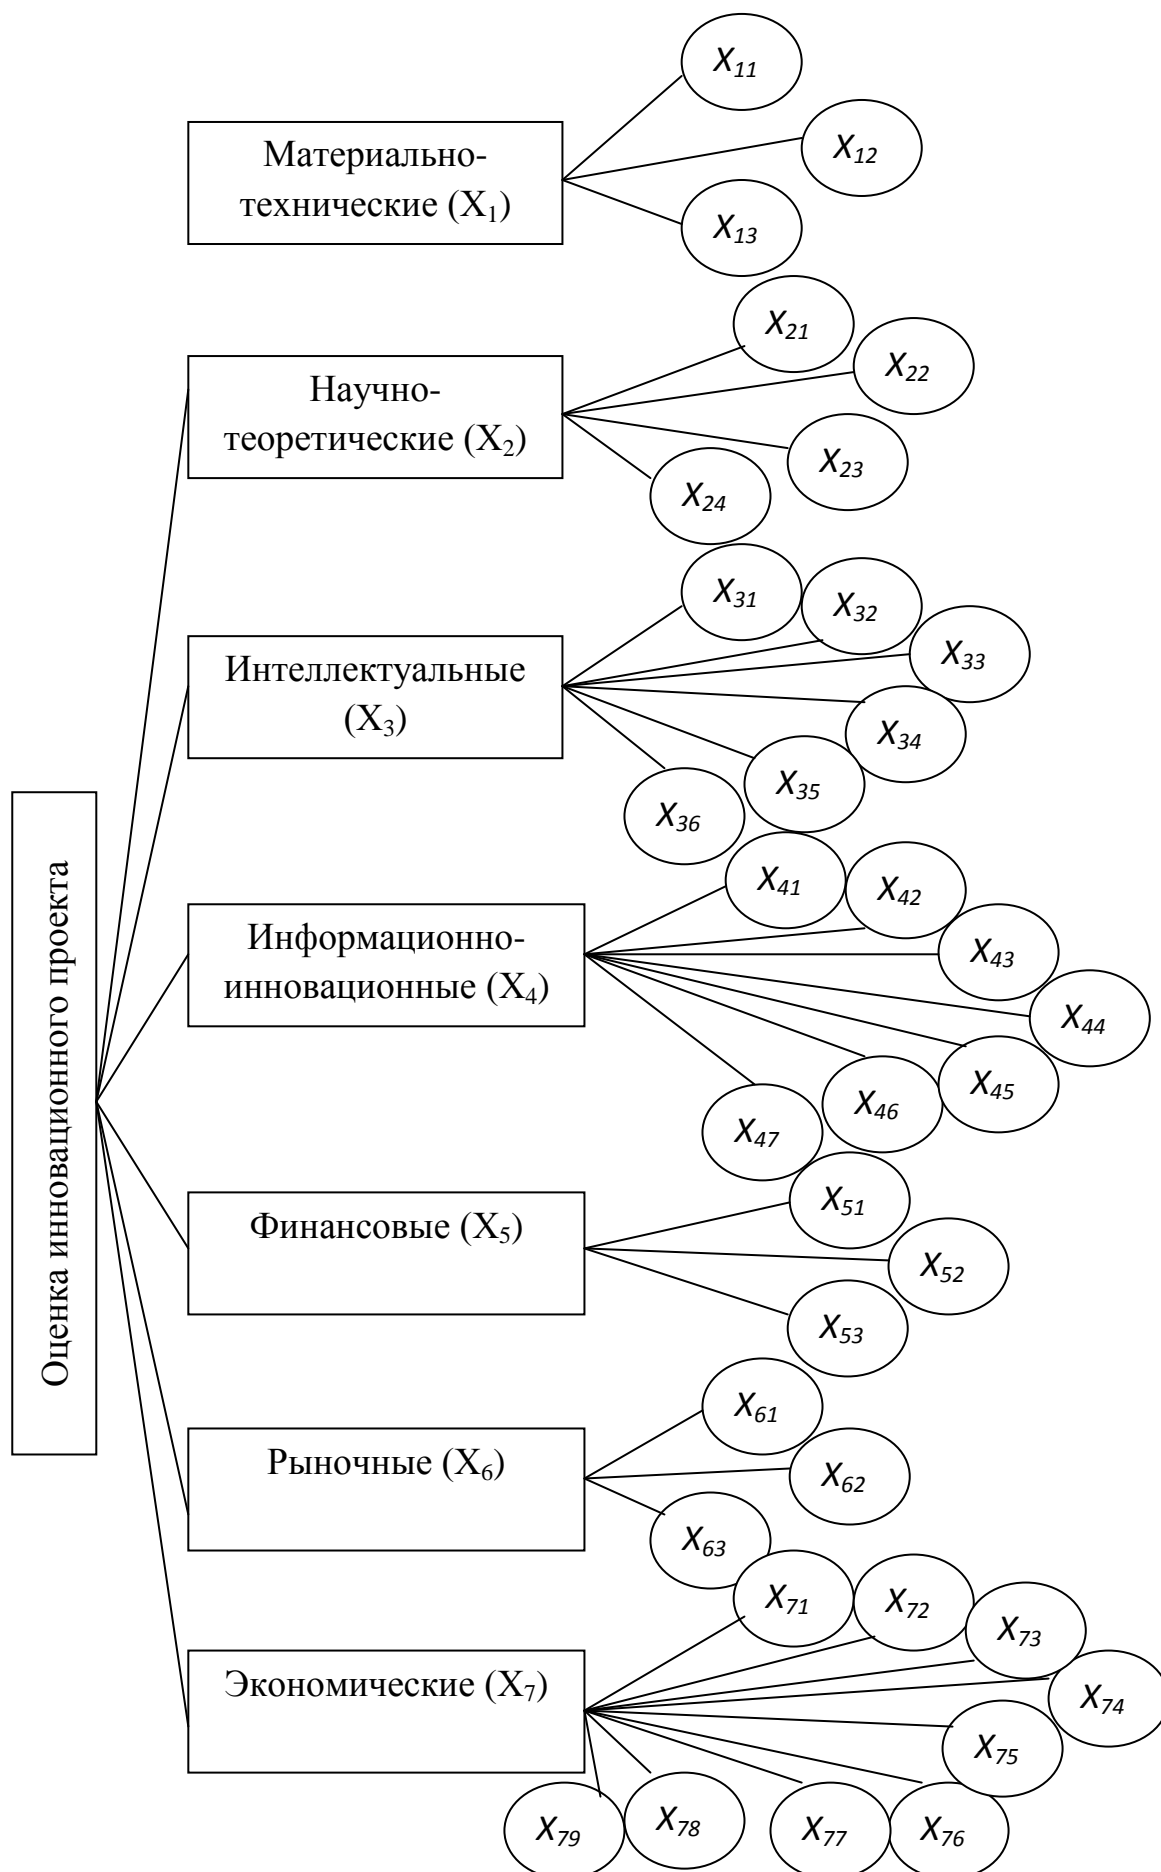 X11
Материально-
технические (X1)
X12
X13
X21
Научно-
теоретические (X2)
X22
X23
X24
X31
X32
Интеллектуальные
(X3)
X33
X34
X35
X36
Оценка инновационного проекта
X41
X42
Информационно-
инновационные (X4)
X43
X44
X45
X46
X47
Финансовые (X5)
X51
X52
X53
X61
Рыночные (X6)
X62
X63
X71
X72
X73
Экономические (X7)
X74
X75
X76
X77
X78
X79